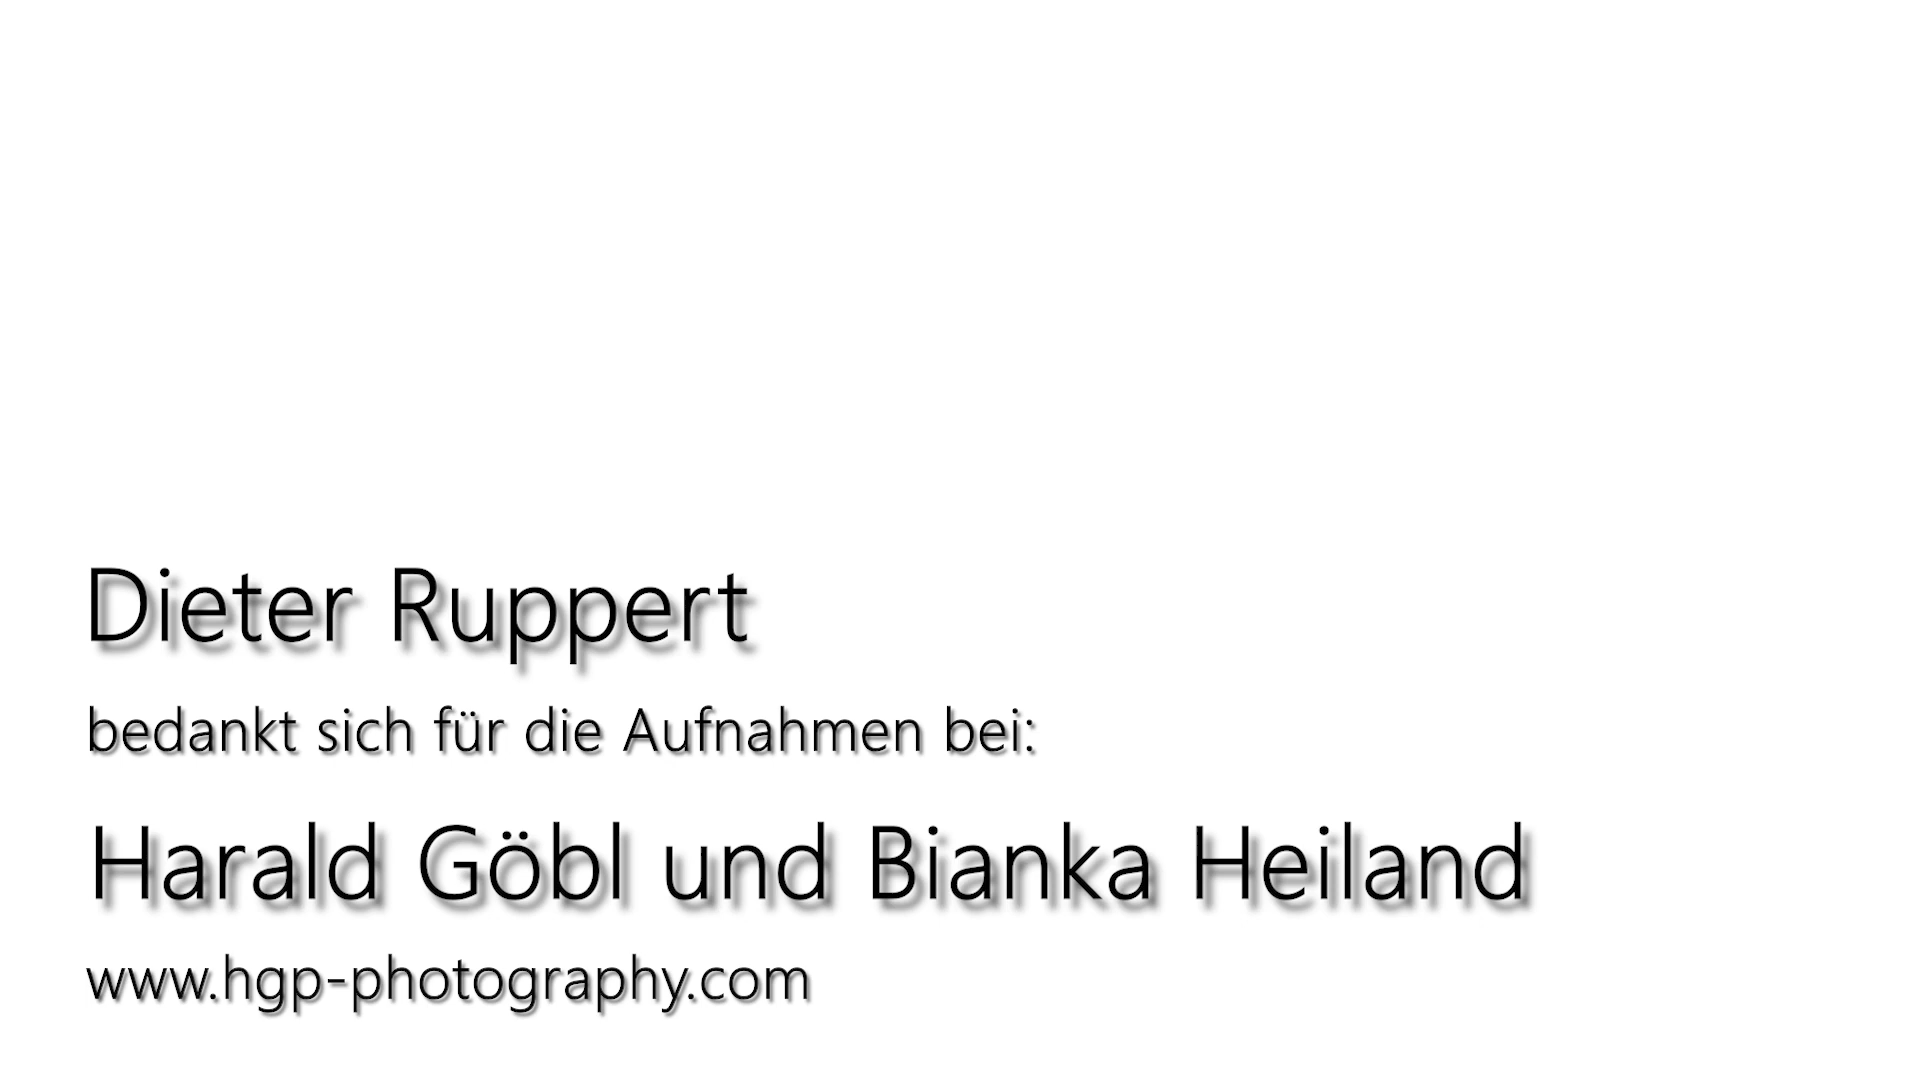 Dieter Ruppert
bedankt sich für die Aufnahmen bei:
Harald Göbl und Bianka Heiland
www.hgp-photography.com